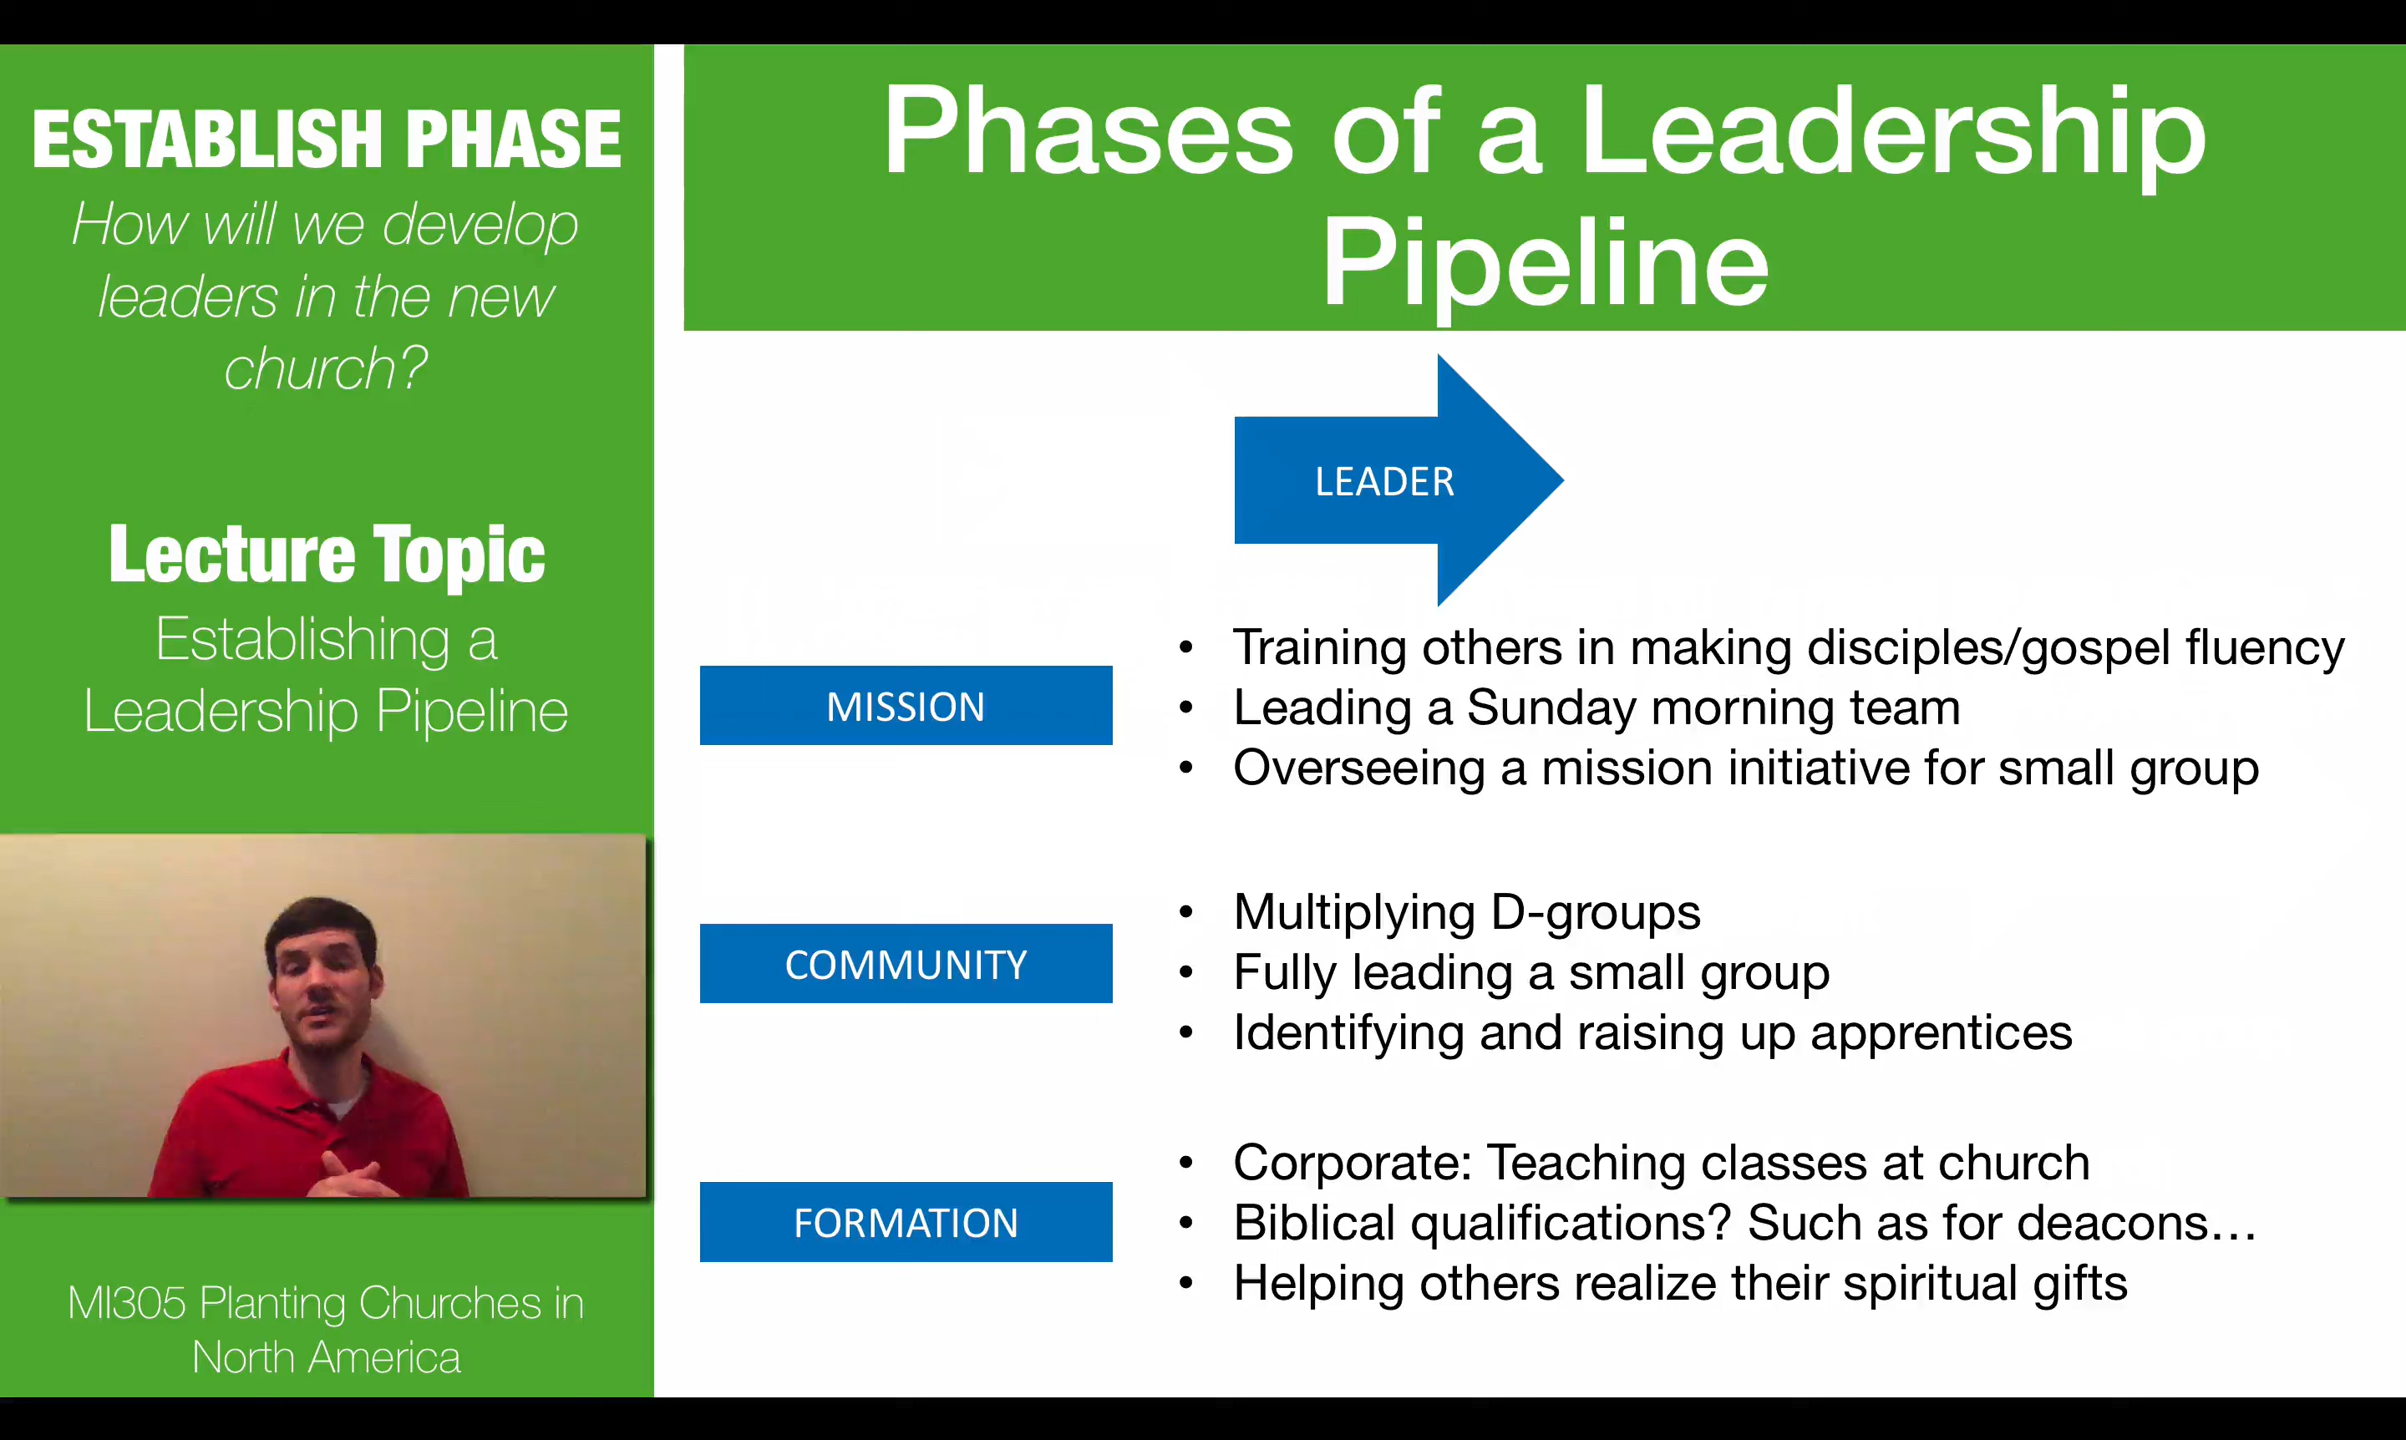 ESTABLISH PHASE
How will we develop
leaders in the new
church?
Lecture Topic
Establishing a
Leadership Pipeline
MI305 Planting Churches in
North America
Phases of a Leadership
Pipeline
LEADER
MISSION
• Training others in making disciples/gospel fluency
• Leading a Sunday morning team
• Overseeing a mission initiative for small group
COMMUNITY
• Multiplying D-groups
• Fully leading a small group
• Identifying and raising up apprentices
FORMATION
• Corporate: Teaching classes at church
• Biblical qualifications? Such as for deacons…
• Helping others realize their spiritual gifts